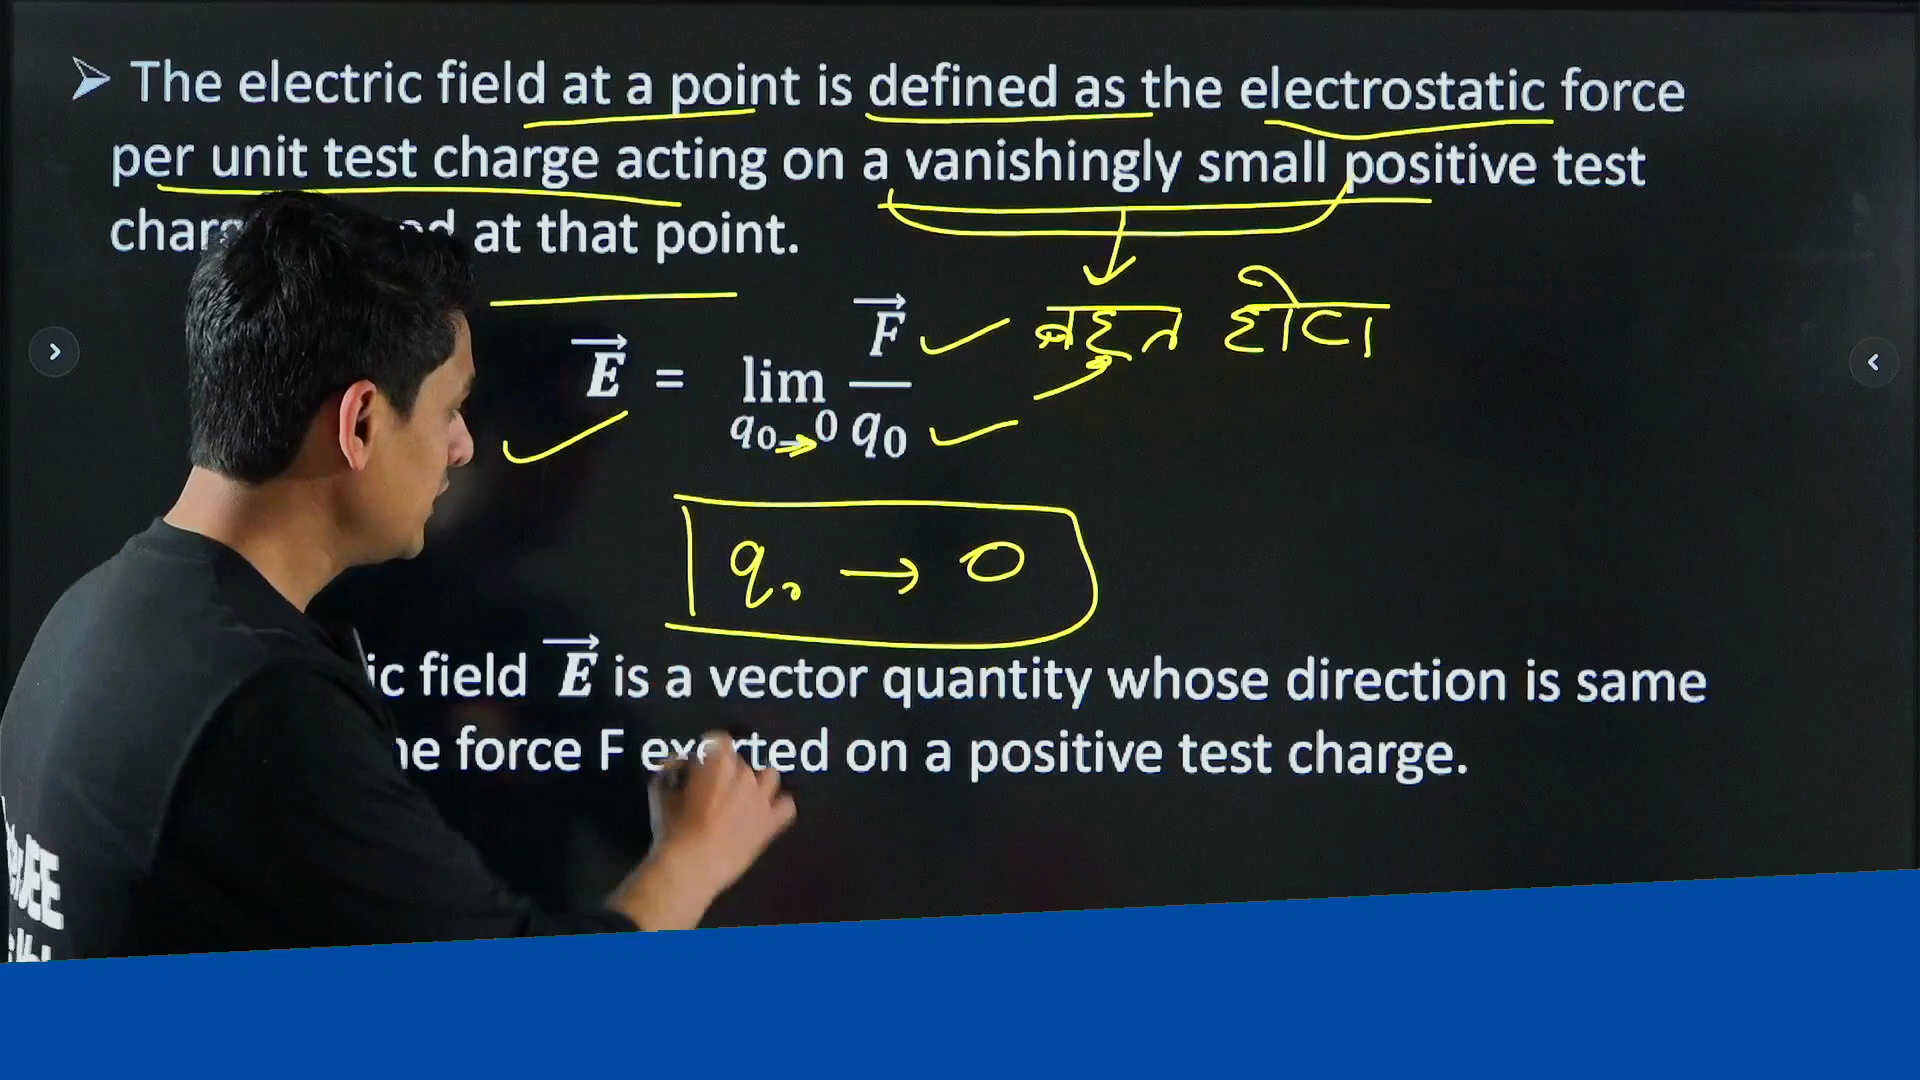 ➤ The electric field at a point is defined as the electrostatic force
per unit test charge acting on a vanishingly small positive test
at that point.
बहुत छोटा
E⃗ = lim q₀→0 F⃗/q₀
q₀ → 0
field E⃗ is a vector quantity whose direction is same
force F exerted on a positive test charge.
JEE